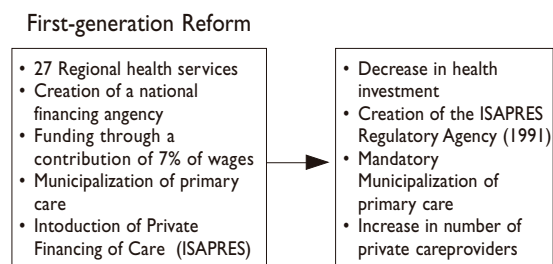 First-generation Reform
• 27 Regional health services
• Creation of a national
financing angency
• Funding through a
contribution of 7% of wages
• Municipalization of primary
care
• Intoduction of Private
Financing of Care (ISAPRES)
• Decrease in health
investment
• Creation of the ISAPRES
Regulatory Agency (1991)
• Mandatory
Municipalization of
primary care
• Increase in number of
private careproviders